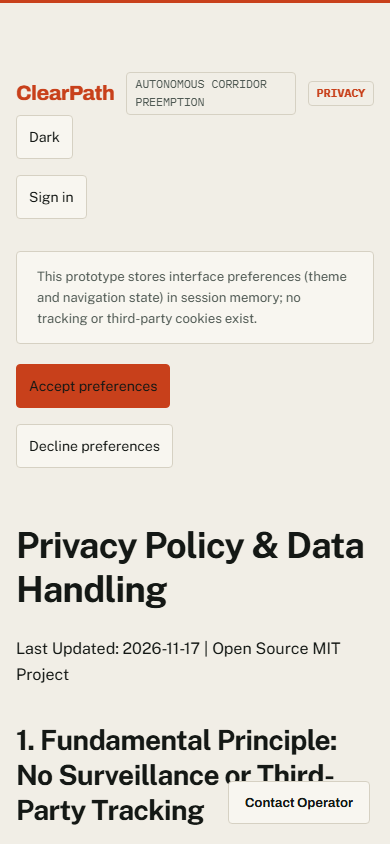 ClearPath
AUTONOMOUS CORRIDOR
PREEMPTION
PRIVACY
Dark
Sign in
This prototype stores interface preferences (theme
and navigation state) in session memory; no
tracking or third-party cookies exist.
Accept preferences
Decline preferences
Privacy Policy & Data
Handling
Last Updated: 2026-11-17 | Open Source MIT
Project
1. Fundamental Principle:
No Surveillance or Third-
Party Tracking
Contact Operator